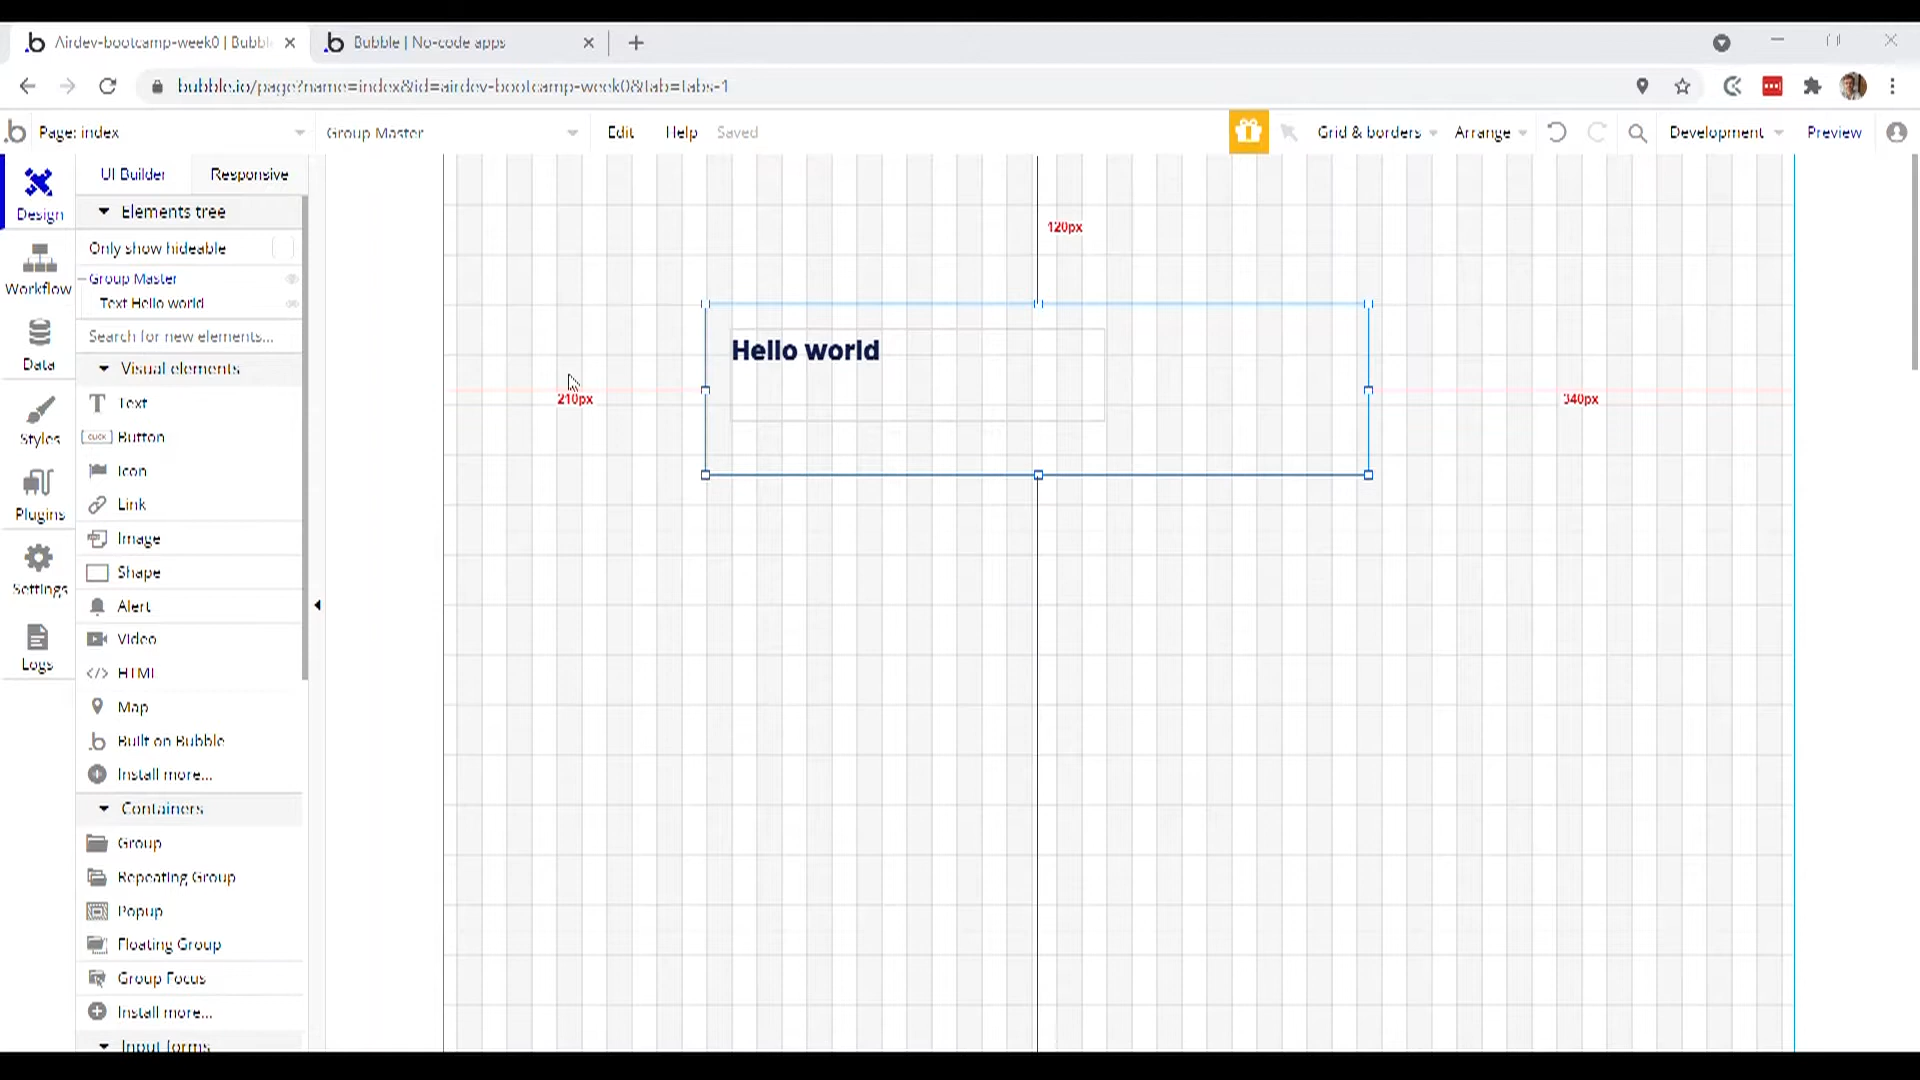 Airdev-bootcamp-week0 | Bubbl
Bubble | No-code apps
bubble.io/page?name=index&id=airdev-bootcamp-week0&tab=tabs-1
Page: index
Group Master
Edit
Help
Saved
Grid & borders
Arrange
Development
Preview
Design
Workflow
Data
Styles
Plugins
Settings
Logs
UI Builder
Responsive
Elements tree
Only show hideable
Group Master
Text Hello world
Search for new elements...
Visual elements
Text
CLICK
Button
Icon
Link
Image
Shape
Alert
Video
</>
HTML
Map
Built on Bubble
Install more...
Containers
Group
Repeating Group
Popup
Floating Group
Group Focus
Install more...
Input forms
120px
Hello world
210px
340px